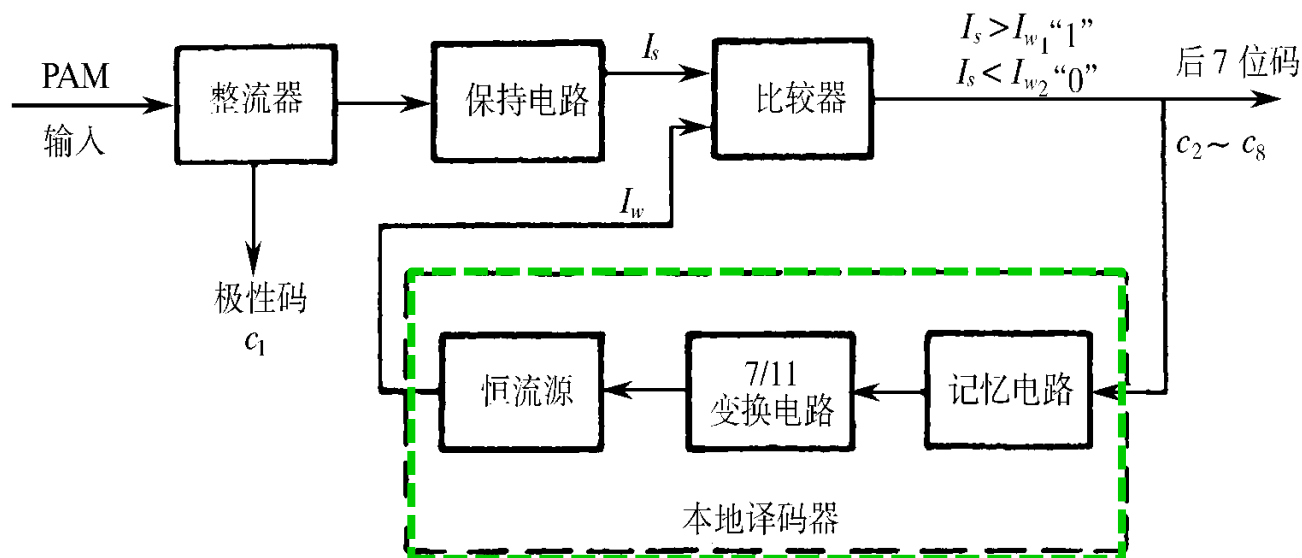 PAM
输入
整流器
保持电路
I_s
比较器
I_s > I_w1 “1”
I_s < I_w2 “0”
后 7 位码
c_2 ~ c_8
I_w
极性码
c_1
恒流源
7/11
变换电路
记忆电路
本地译码器